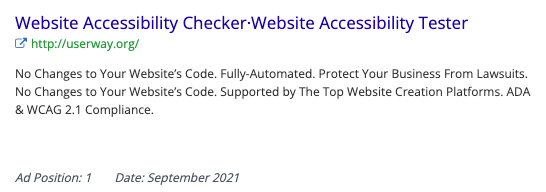 Website Accessibility Checker·Website Accessibility Tester
http://userway.org/
No Changes to Your Website’s Code. Fully-Automated. Protect Your Business From Lawsuits.
No Changes to Your Website’s Code. Supported by The Top Website Creation Platforms. ADA
& WCAG 2.1 Compliance.
Ad Position: 1 Date: September 2021